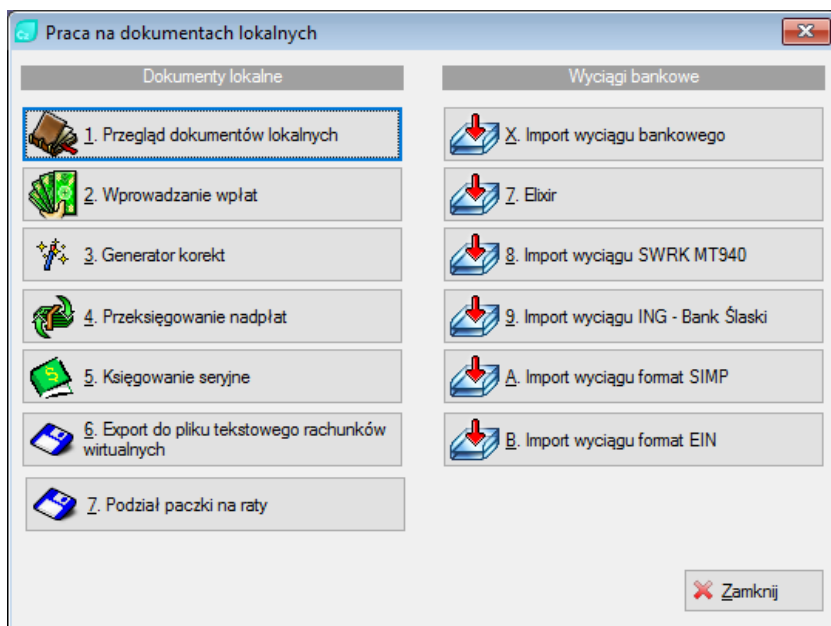 Praca na dokumentach lokalnych
Dokumenty lokalne
1. Przegląd dokumentów lokalnych
2. Wprowadzanie wpłat
3. Generator korekt
4. Przeksięgowanie nadpłat
5. Księgowanie seryjne
6. Export do pliku tekstowego rachunków
wirtualnych
7. Podział paczki na raty
Wyciągi bankowe
X. Import wyciągu bankowego
7. Elixir
8. Import wyciągu SWRK MT940
9. Import wyciągu ING - Bank Ślaski
A. Import wyciągu format SIMP
B. Import wyciągu format EIN
Zamknij